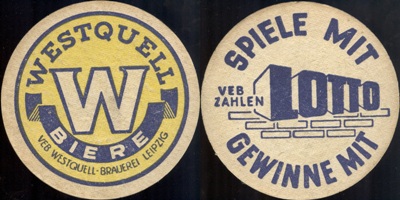 WESTQUELL
W
BIERE
VEB WESTQUELL-BRAUEREI LEIPZIG
SPIELE MIT
VEB
ZAHLEN
LOTTO
GEWINNE MIT